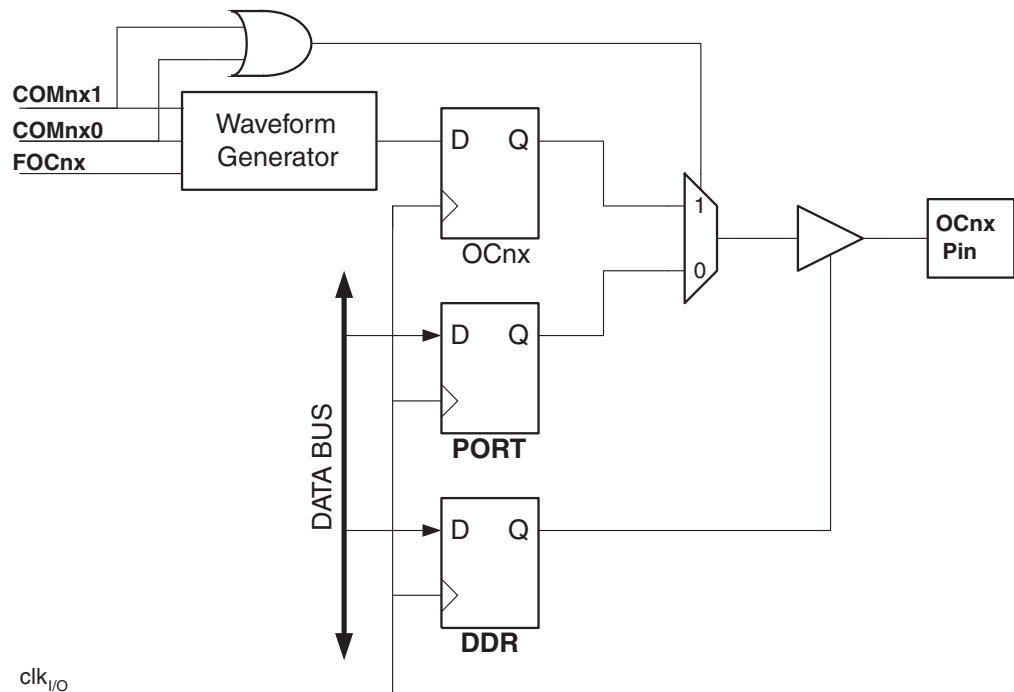 COMnx1
COMnx0
FOCnx
Waveform
Generator
D Q
OCnx
1
0
OCnx
Pin
D Q
PORT
DATA BUS
D Q
DDR
clkI/O